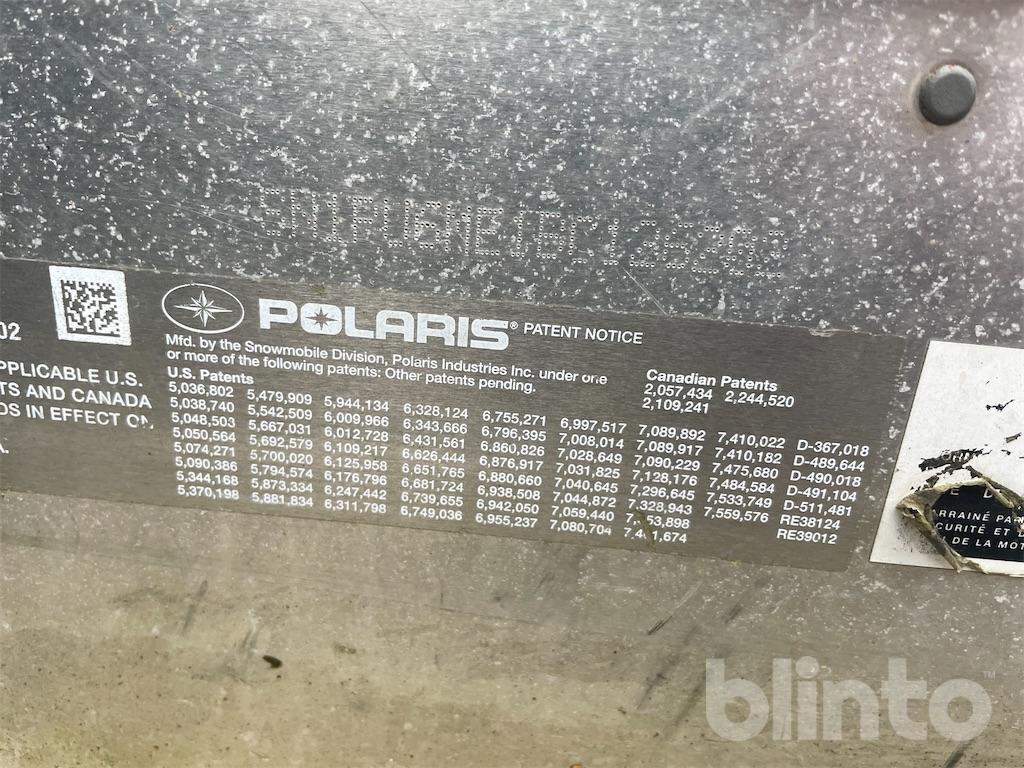 02
PPLICABLE U.S.
TS AND CANADA
DS IN EFFECT ON
A.
POLARIS® PATENT NOTICE
Mfd. by the Snowmobile Division, Polaris Industries Inc. under one
or more of the following patents: Other patents pending.
U.S. Patents
5,036,802 5,479,909 5,944,134 6,328,124 6,755,271 6,997,517 7,089,892 7,410,022 D-367,018
5,038,740 5,542,509 6,009,966 6,343,666 6,796,395 7,008,014 7,089,917 7,410,182 D-489,644
5,048,503 5,667,031 6,012,728 6,431,561 6,860,826 7,028,649 7,090,229 7,475,680 D-490,018
5,050,564 5,692,579 6,109,217 6,626,444 6,876,917 7,031,825 7,128,176 7,484,584 D-491,104
5,074,271 5,700,020 6,125,958 6,651,765 6,880,660 7,040,645 7,296,645 7,533,749 D-511,481
5,090,386 5,794,574 6,176,796 6,681,724 6,938,508 7,044,872 7,328,943 7,559,576 RE38124
5,344,168 5,873,334 6,247,442 6,739,655 6,942,050 7,059,440 RE39012
5,370,198 5,881,834 6,311,798 6,749,036 6,955,237 7,080,704
Canadian Patents
2,057,434 2,244,520
2,109,241
E D
ARRAINÉ PAR
CURITÉ ET D
DE LA MOT
blinto™